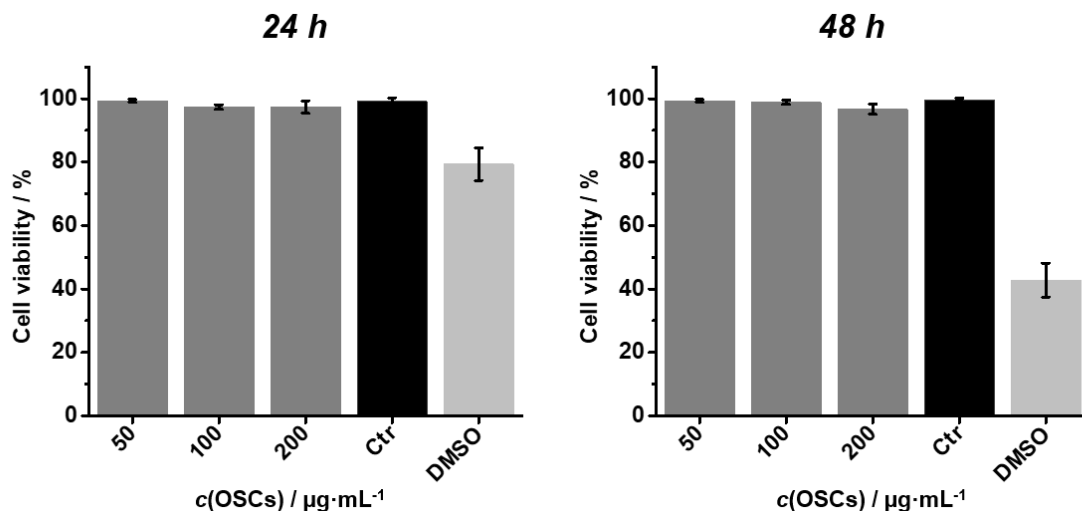 24 h
Cell viability / %
100
80
60
40
20
0
50
100
200
Ctr
DMSO
c(OSCs) / µg·mL⁻¹
48 h
Cell viability / %
100
80
60
40
20
0
50
100
200
Ctr
DMSO
c(OSCs) / µg·mL⁻¹